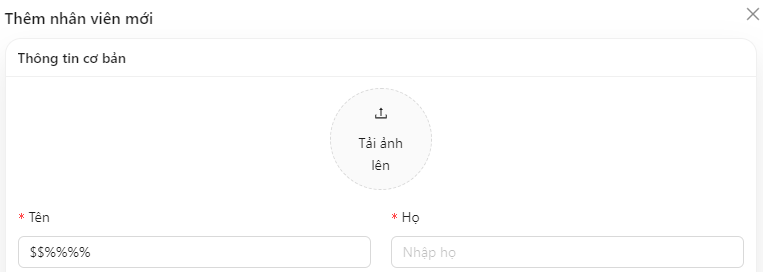 Thêm nhân viên mới
Thông tin cơ bản
Tải ảnh
lên
* Tên
* Họ
$$%%%%
Nhập họ